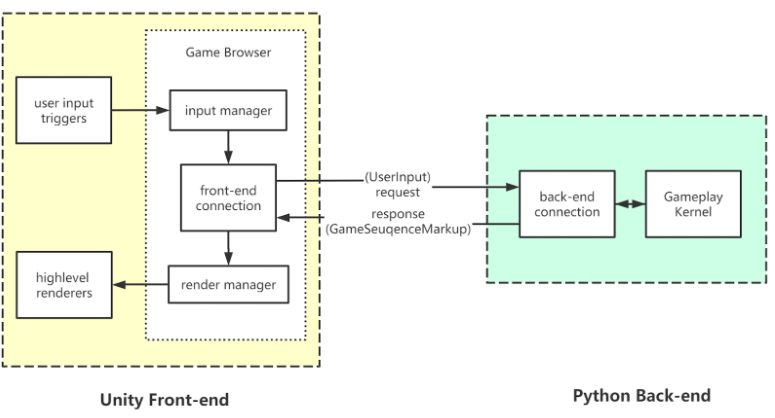 Game Browser
user input
triggers
input manager
front-end
connection
render manager
highlevel
renderers
(UserInput)
request
response
(GameSeuqenceMarkup)
back-end
connection
Gameplay
Kernel
Unity Front-end
Python Back-end